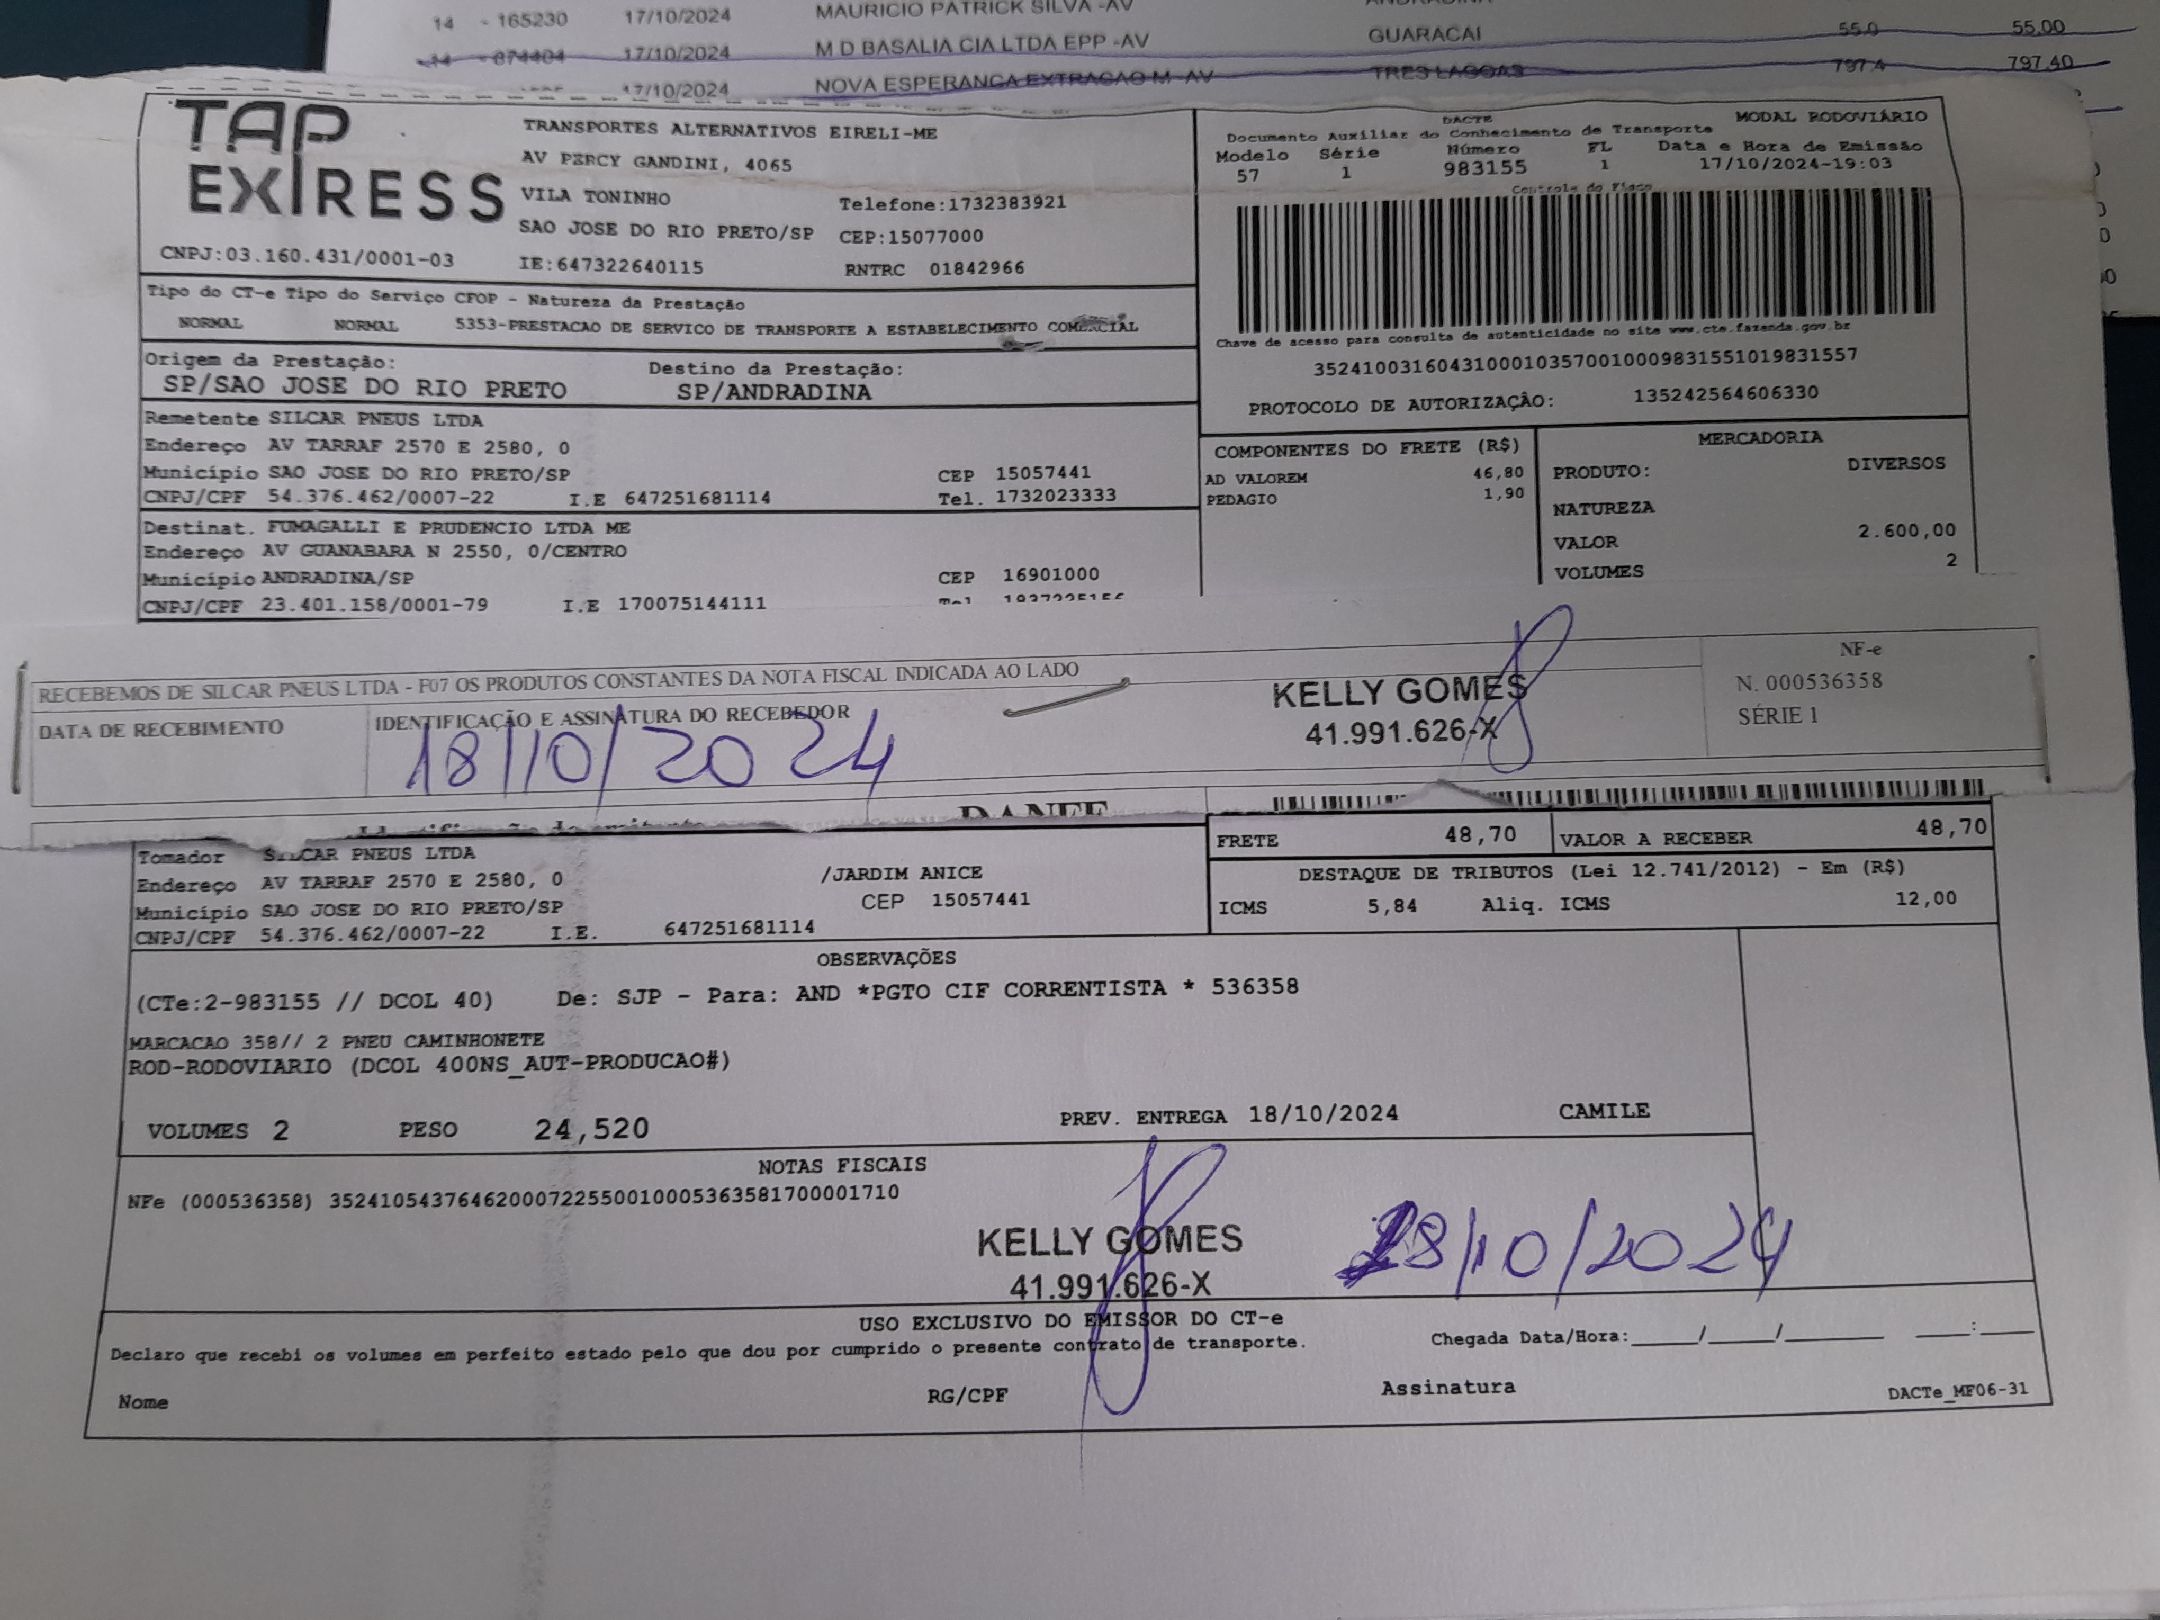 14 - 165230 17/10/2024 MAURICIO PATRICK SILVA -AV ANDRADINA
14 - 874404 17/10/2024 M D BASALIA CIA LTDA EPP -AV GUARACAI 55.0 55.00
17/10/2024 NOVA ESPERANCA EXTRACAO M -AV TRES LAGOAS 797.4 797.40
TAP EXPRESS
TRANSPORTES ALTERNATIVOS EIRELI-ME
AV PERCY GANDINI, 4065
VILA TONINHO Telefone:1732383921
SAO JOSE DO RIO PRETO/SP CEP:15077000
CNPJ:03.160.431/0001-03 IE:647322640115 RNTRC 01842966
DACTE MODAL RODOVIÁRIO
Documento Auxiliar do Conhecimento de Transporte
Modelo Série Número FL Data e Hora de Emissão
57 1 983155 1 17/10/2024-19:03
Controle do Fisco
Chave de acesso para consulta de autenticidade no site www.cte.fazenda.gov.br
35241003160431000103570010009831551019831557
PROTOCOLO DE AUTORIZAÇÃO: 135242564606330
Tipo do CT-e Tipo do Serviço CFOP - Natureza da Prestação
NORMAL NORMAL 5353-PRESTACAO DE SERVICO DE TRANSPORTE A ESTABELECIMENTO COMERCIAL
Origem da Prestação: Destino da Prestação:
SP/SAO JOSE DO RIO PRETO SP/ANDRADINA
Remetente SILCAR PNEUS LTDA
Endereço AV TARRAF 2570 E 2580, 0
Município SAO JOSE DO RIO PRETO/SP CEP 15057441
CNPJ/CPF 54.376.462/0007-22 I.E 647251681114 Tel. 1732023333
Destinat. FUMAGALLI E PRUDENCIO LTDA ME
Endereço AV GUANABARA N 2550, 0/CENTRO
Município ANDRADINA/SP CEP 16901000
CNPJ/CPF 23.401.158/0001-79 I.E 170075144111 Tel
COMPONENTES DO FRETE (R$)
AD VALOREM 46,80
PEDAGIO 1,90
MERCADORIA
PRODUTO: DIVERSOS
NATUREZA
VALOR 2.600,00
VOLUMES 2
RECEBEMOS DE SILCAR PNEUS LTDA - F07 OS PRODUTOS CONSTANTES DA NOTA FISCAL INDICADA AO LADO
DATA DE RECEBIMENTO IDENTIFICAÇÃO E ASSINATURA DO RECEBEDOR
18/10/2024
KELLY GOMES
41.991.626-X
NF-e
N. 000536358
SÉRIE 1
DANFE
Identificação do emitente
Tomador SILCAR PNEUS LTDA
Endereço AV TARRAF 2570 E 2580, 0 /JARDIM ANICE
Município SAO JOSE DO RIO PRETO/SP CEP 15057441
CNPJ/CPF 54.376.462/0007-22 I.E. 647251681114
FRETE 48,70 VALOR A RECEBER 48,70
DESTAQUE DE TRIBUTOS (Lei 12.741/2012) - Em (R$)
ICMS 5,84 Aliq. ICMS 12,00
OBSERVAÇÕES
(CTe:2-983155 // DCOL 40) De: SJP - Para: AND *PGTO CIF CORRENTISTA * 536358
MARCACAO 358// 2 PNEU CAMINHONETE
ROD-RODOVIARIO (DCOL 400NS_AUT-PRODUCAO#)
VOLUMES 2 PESO 24,520 PREV. ENTREGA 18/10/2024 CAMILE
NOTAS FISCAIS
NFe (000536358) 35241054376462000722550010005363581700001710
KELLY GOMES
41.991.626-X
18/10/2024
USO EXCLUSIVO DO EMISSOR DO CT-e
Declaro que recebi os volumes em perfeito estado pelo que dou por cumprido o presente contrato de transporte. Chegada Data/Hora:_____/_____/_______ ____:____
Nome RG/CPF Assinatura DACTe_MF06-31